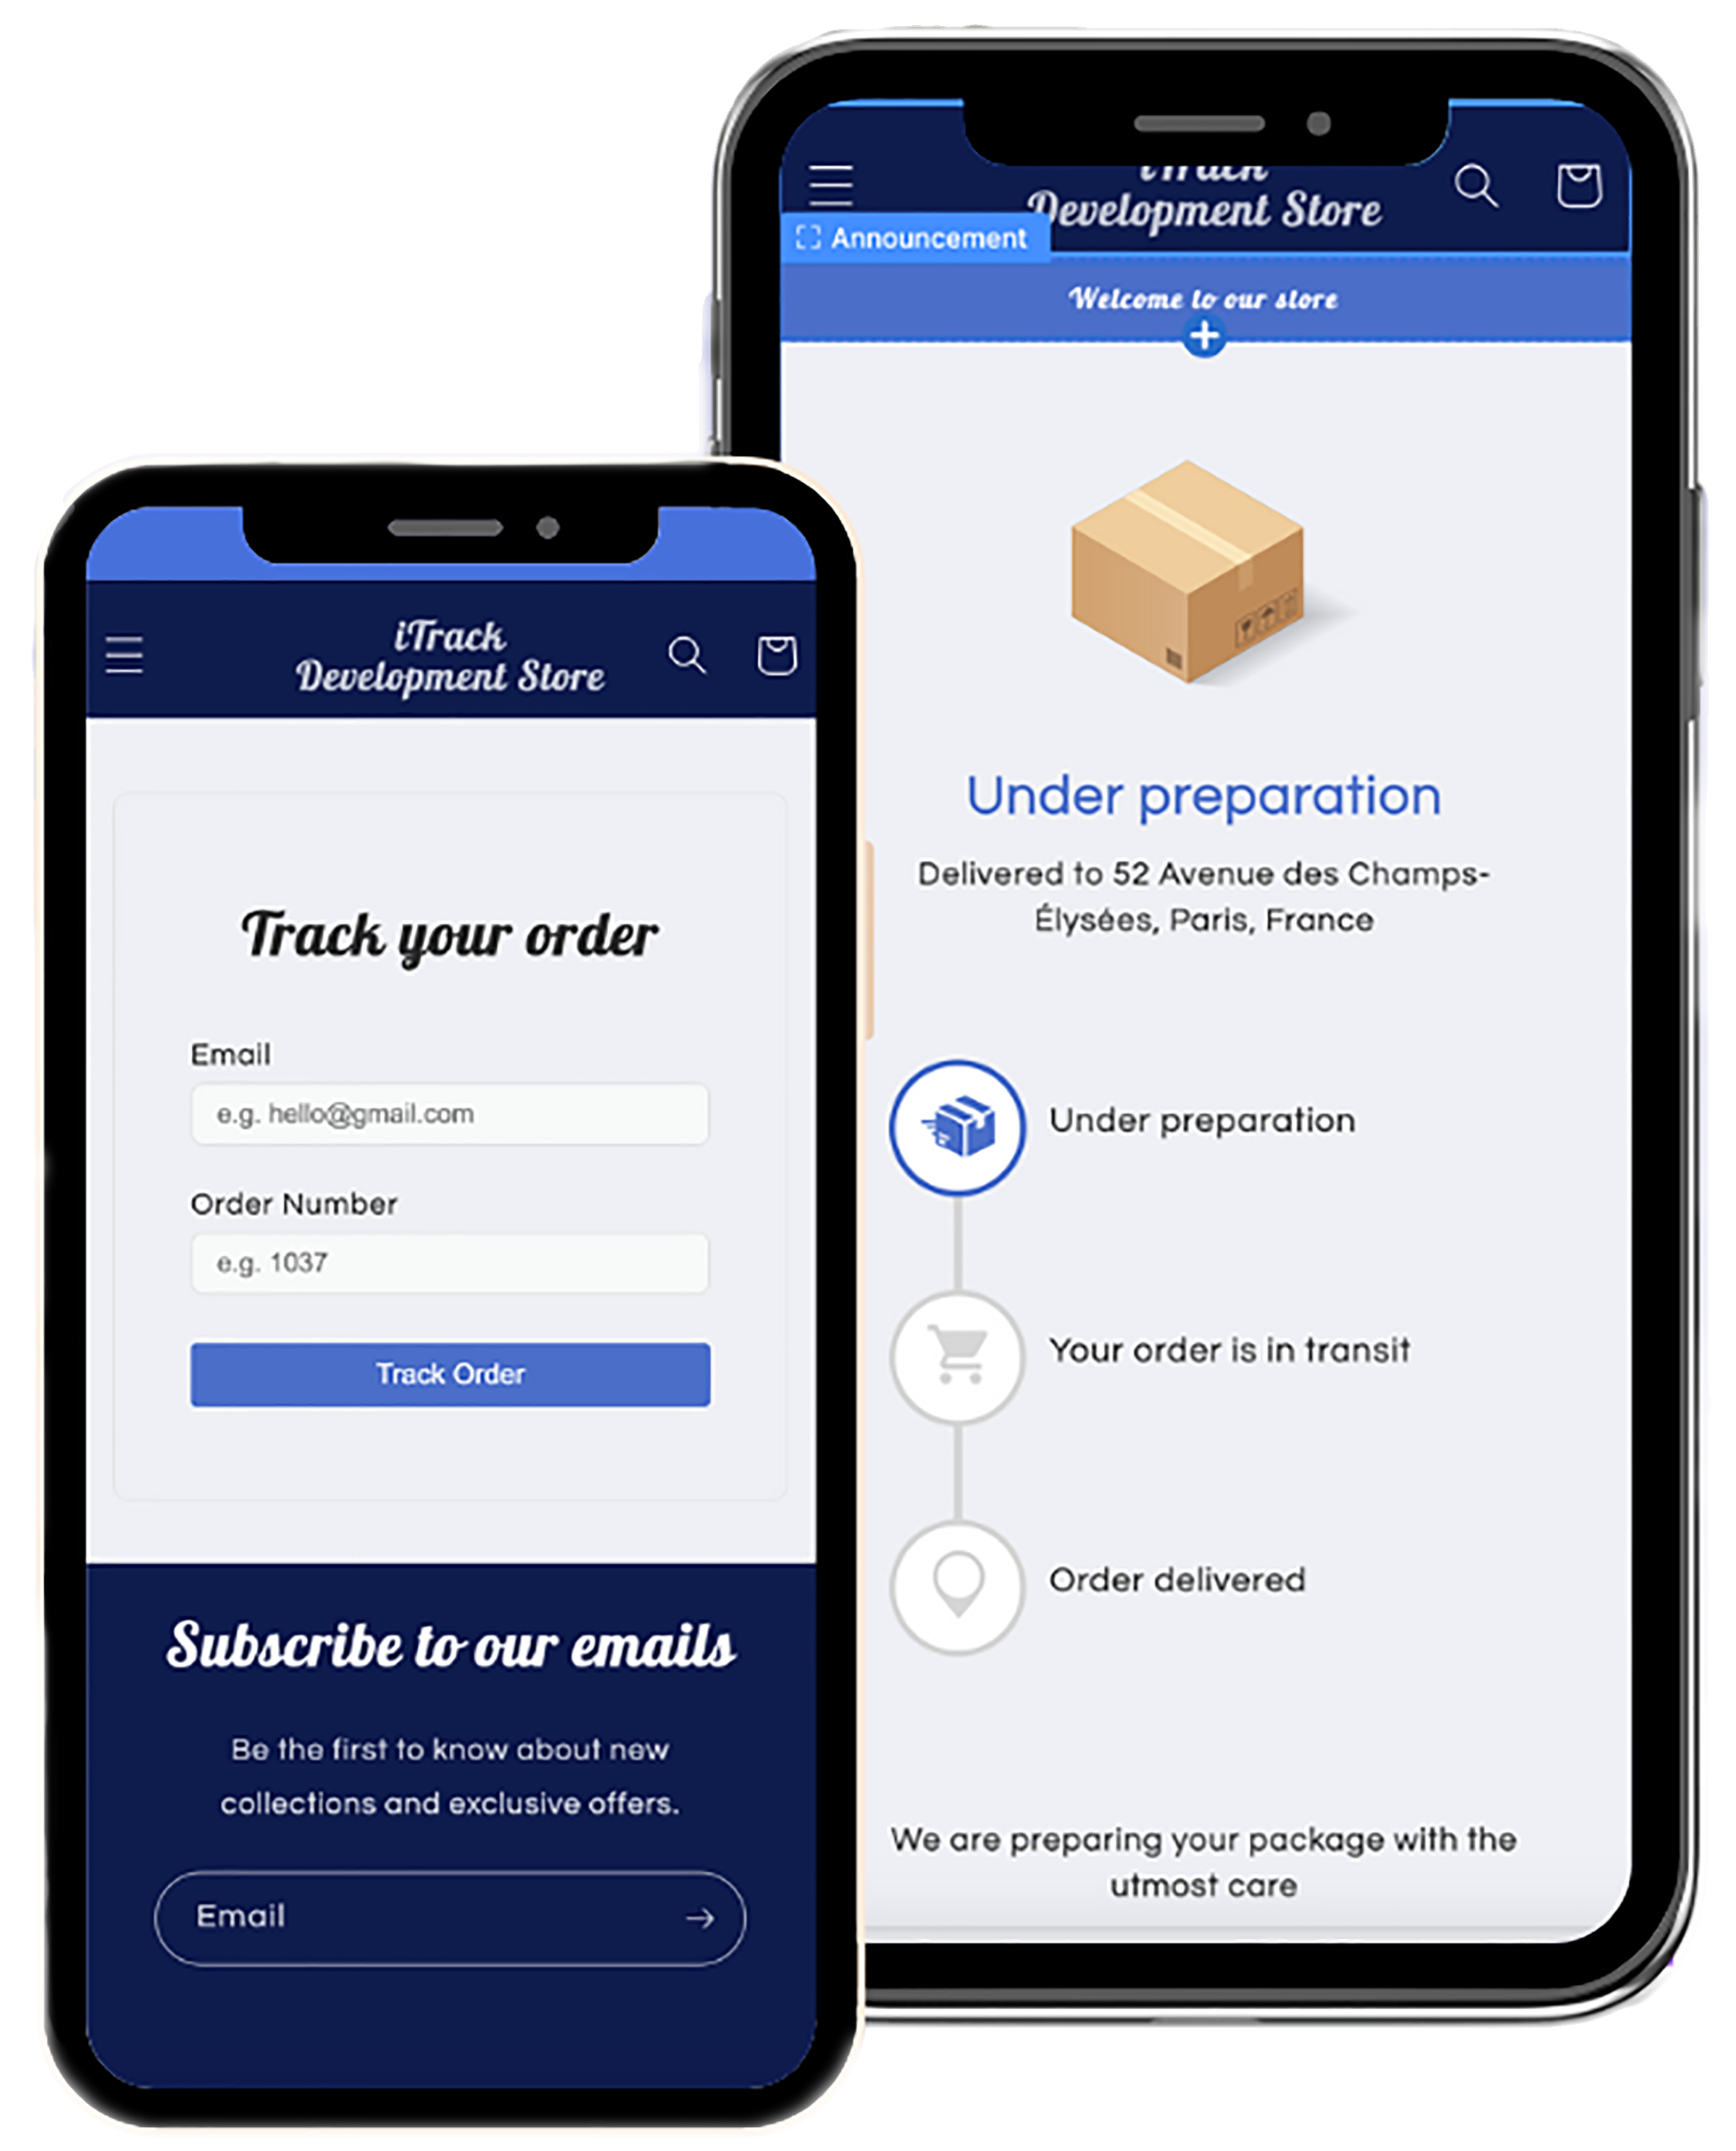 iTrack
Development Store
Track your order
Email
e.g. hello@gmail.com
Order Number
e.g. 1037
Track Order
Subscribe to our emails
Be the first to know about new
collections and exclusive offers.
Email
iTrack
Development Store
Announcement
Welcome to our store
Under preparation
Delivered to 52 Avenue des Champs-
Élysées, Paris, France
Under preparation
Your order is in transit
Order delivered
We are preparing your package with the
utmost care